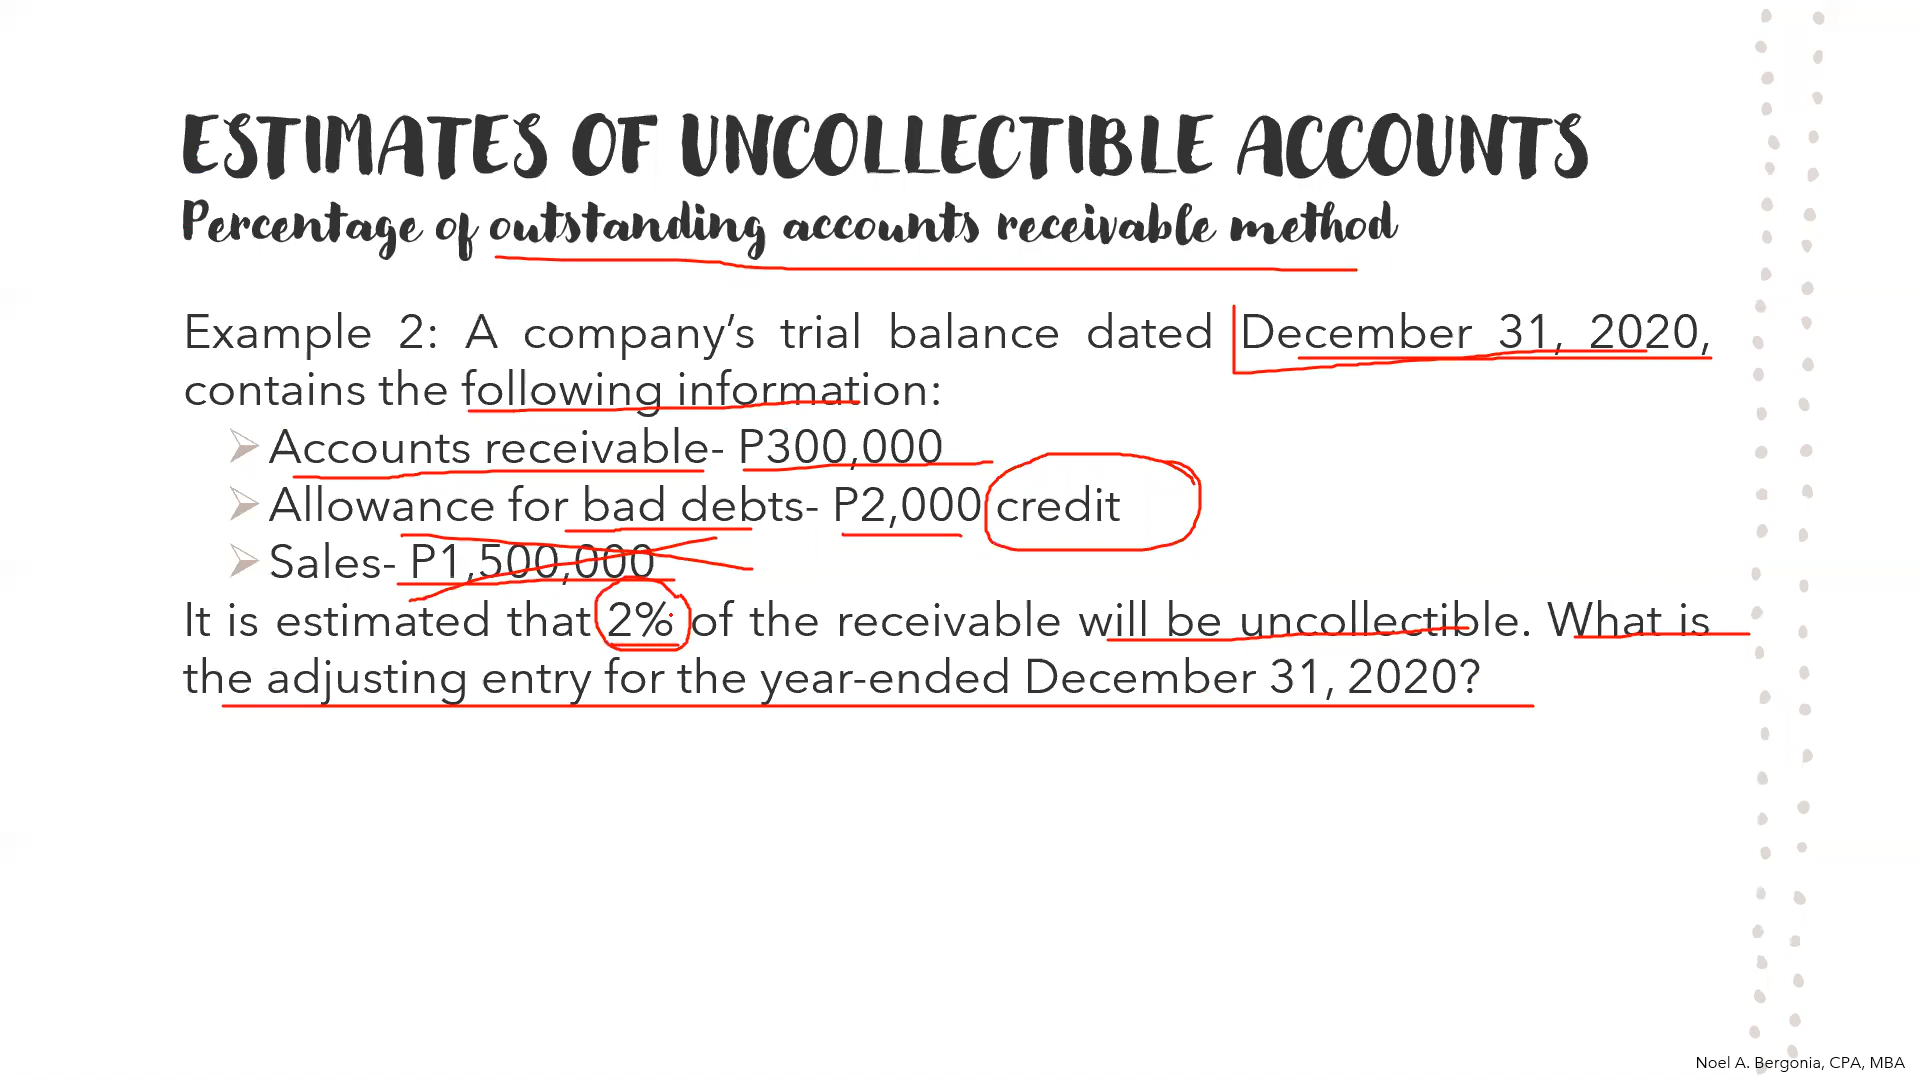 ESTIMATES OF UNCOLLECTIBLE ACCOUNTS
Percentage of outstanding accounts receivable method
Example 2: A company’s trial balance dated December 31, 2020,
contains the following information:
Accounts receivable- P300,000
Allowance for bad debts- P2,000 credit
Sales- P1,500,000
It is estimated that 2% of the receivable will be uncollectible. What is
the adjusting entry for the year-ended December 31, 2020?
Noel A. Bergonia, CPA, MBA